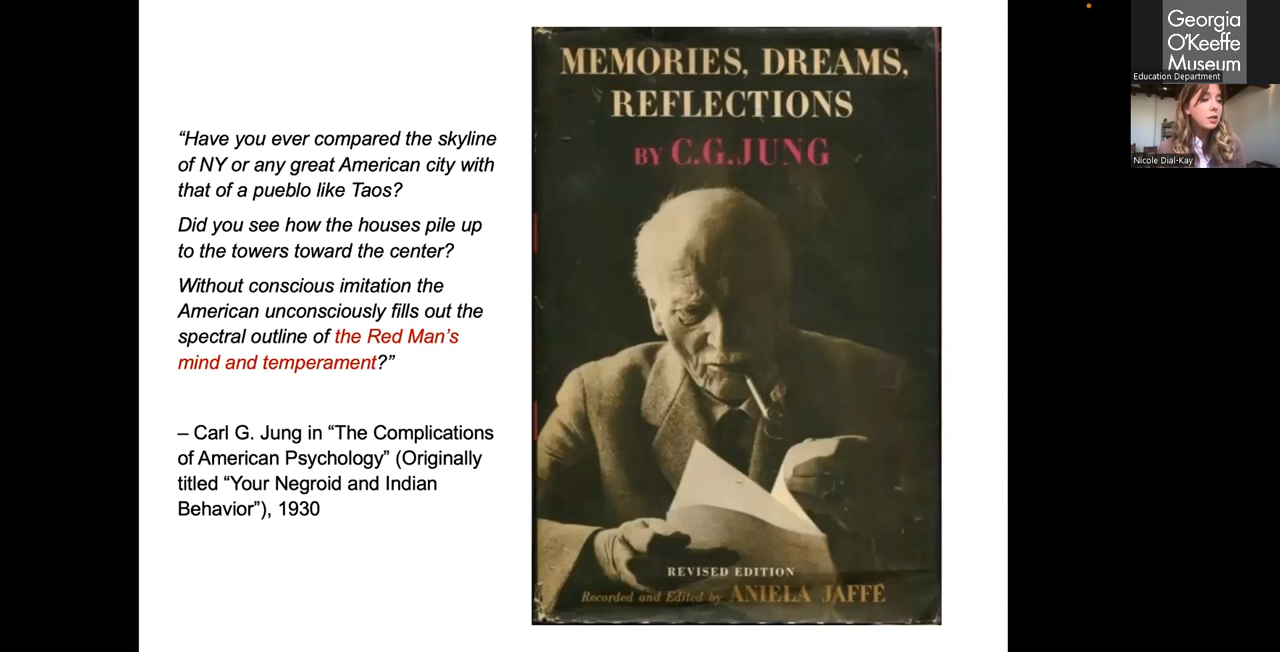 “Have you ever compared the skyline
of NY or any great American city with
that of a pueblo like Taos?
Did you see how the houses pile up
to the towers toward the center?
Without conscious imitation the
American unconsciously fills out the
spectral outline of the Red Man’s
mind and temperament?”
– Carl G. Jung in “The Complications
of American Psychology” (Originally
titled “Your Negroid and Indian
Behavior”), 1930
MEMORIES, DREAMS,
REFLECTIONS
BY C.G.JUNG
REVISED EDITION
Recorded and Edited by ANIELA JAFFÉ
Georgia
O’Keeffe
Museum
Education Department
Nicole Dial-Kay